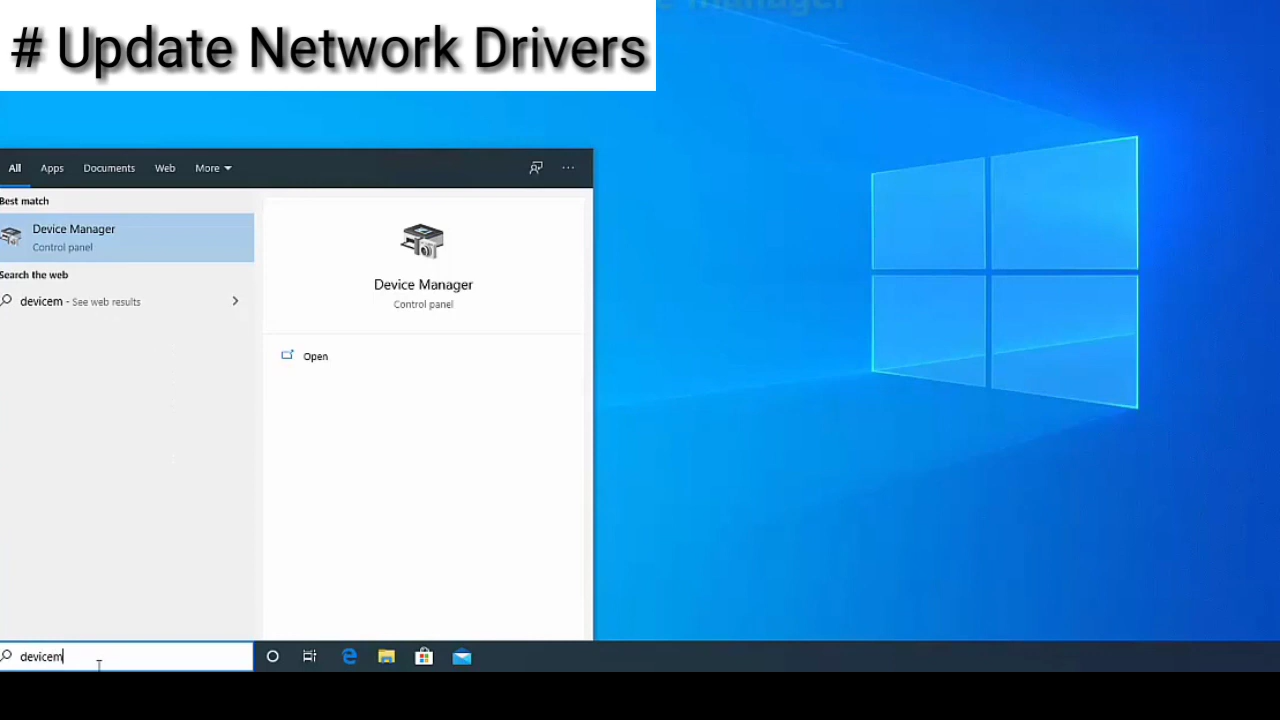 # Update Network Drivers
All Apps Documents Web More
Best match
Device Manager
Control panel
Search the web
devicem - See web results
Device Manager
Control panel
Open
devicem